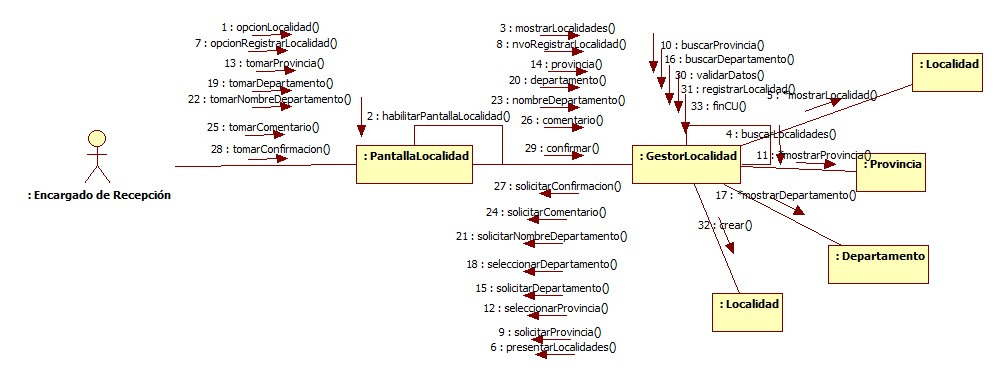 1 : opcionLocalidad()
7 : opcionRegistrarLocalidad()
13 : tomarProvincia()
19 : tomarDepartamento()
22 : tomarNombreDepartamento()
25 : tomarComentario()
28 : tomarConfirmacion()
: Encargado de Recepción
2 : habilitarPantallaLocalidad()
: PantallaLocalidad
3 : mostrarLocalidades()
8 : nvoRegistrarLocalidad()
14 : provincia()
20 : departamento()
23 : nombreDepartamento()
26 : comentario()
29 : confirmar()
27 : solicitarConfirmacion()
24 : solicitarComentario()
21 : solicitarNombreDepartamento()
18 : seleccionarDepartamento()
15 : solicitarDepartamento()
12 : seleccionarProvincia()
9 : solicitarProvincia()
6 : presentarLocalidades()
10 : buscarProvincia()
16 : buscarDepartamento()
30 : validarDatos()
31 : registrarLocalidad()
33 : finCU()
4 : buscarLocalidades()
: GestorLocalidad
5 : *mostrarLocalidad()
: Localidad
11 : *mostrarProvincia()
: Provincia
17 : *mostrarDepartamento()
: Departamento
32 : crear()
: Localidad